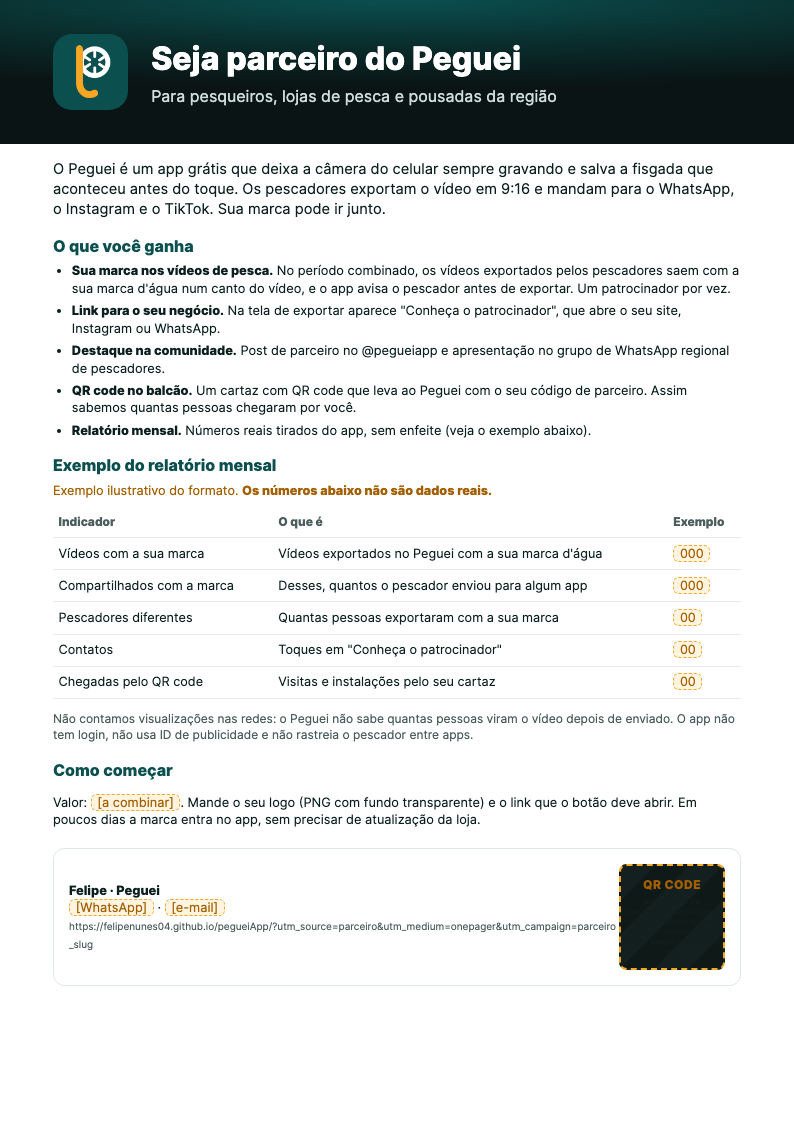 Seja parceiro do Peguei
Para pesqueiros, lojas de pesca e pousadas da região
O Peguei é um app grátis que deixa a câmera do celular sempre gravando e salva a fisgada que
aconteceu antes do toque. Os pescadores exportam o vídeo em 9:16 e mandam para o WhatsApp,
o Instagram e o TikTok. Sua marca pode ir junto.
O que você ganha
• Sua marca nos vídeos de pesca. No período combinado, os vídeos exportados pelos pescadores saem com a
sua marca d'água num canto do vídeo, e o app avisa o pescador antes de exportar. Um patrocinador por vez.
• Link para o seu negócio. Na tela de exportar aparece "Conheça o patrocinador", que abre o seu site,
Instagram ou WhatsApp.
• Destaque na comunidade. Post de parceiro no @pegueiapp e apresentação no grupo de WhatsApp regional
de pescadores.
• QR code no balcão. Um cartaz com QR code que leva ao Peguei com o seu código de parceiro. Assim
sabemos quantas pessoas chegaram por você.
• Relatório mensal. Números reais tirados do app, sem enfeite (veja o exemplo abaixo).
Exemplo do relatório mensal
Exemplo ilustrativo do formato. Os números abaixo não são dados reais.
Indicador O que é Exemplo
Vídeos com a sua marca Vídeos exportados no Peguei com a sua marca d'água 000
Compartilhados com a marca Desses, quantos o pescador enviou para algum app 000
Pescadores diferentes Quantas pessoas exportaram com a sua marca 00
Contatos Toques em "Conheça o patrocinador" 00
Chegadas pelo QR code Visitas e instalações pelo seu cartaz 00
Não contamos visualizações nas redes: o Peguei não sabe quantas pessoas viram o vídeo depois de enviado. O app não
tem login, não usa ID de publicidade e não rastreia o pescador entre apps.
Como começar
Valor: [a combinar]. Mande o seu logo (PNG com fundo transparente) e o link que o botão deve abrir. Em
poucos dias a marca entra no app, sem precisar de atualização da loja.
Felipe · Peguei
[WhatsApp] · [e-mail]
https://felipenunes04.github.io/pegueiApp/?utm_source=parceiro&utm_medium=onepager&utm_campaign=parceiro
_slug
QR CODE